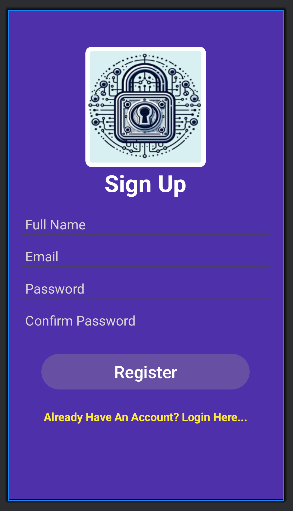 Sign Up
Full Name
Email
Password
Confirm Password
Register
Already Have An Account? Login Here...